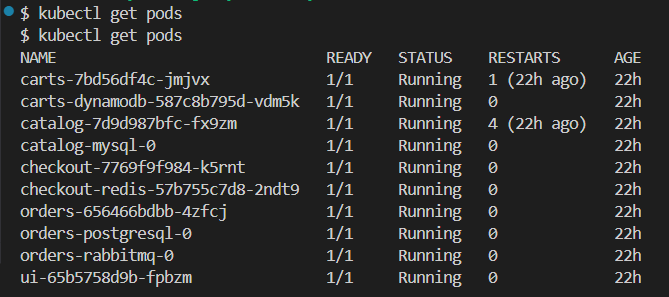 $ kubectl get pods
$ kubectl get pods
NAME READY STATUS RESTARTS AGE
carts-7bd56df4c-jmjvx 1/1 Running 1 (22h ago) 22h
carts-dynamodb-587c8b795d-vdm5k 1/1 Running 0 22h
catalog-7d9d987bfc-fx9zm 1/1 Running 4 (22h ago) 22h
catalog-mysql-0 1/1 Running 0 22h
checkout-7769f9f984-k5rnt 1/1 Running 0 22h
checkout-redis-57b755c7d8-2ndt9 1/1 Running 0 22h
orders-656466bdbb-4zfcj 1/1 Running 0 22h
orders-postgresql-0 1/1 Running 0 22h
orders-rabbitmq-0 1/1 Running 0 22h
ui-65b5758d9b-fpbzm 1/1 Running 0 22h